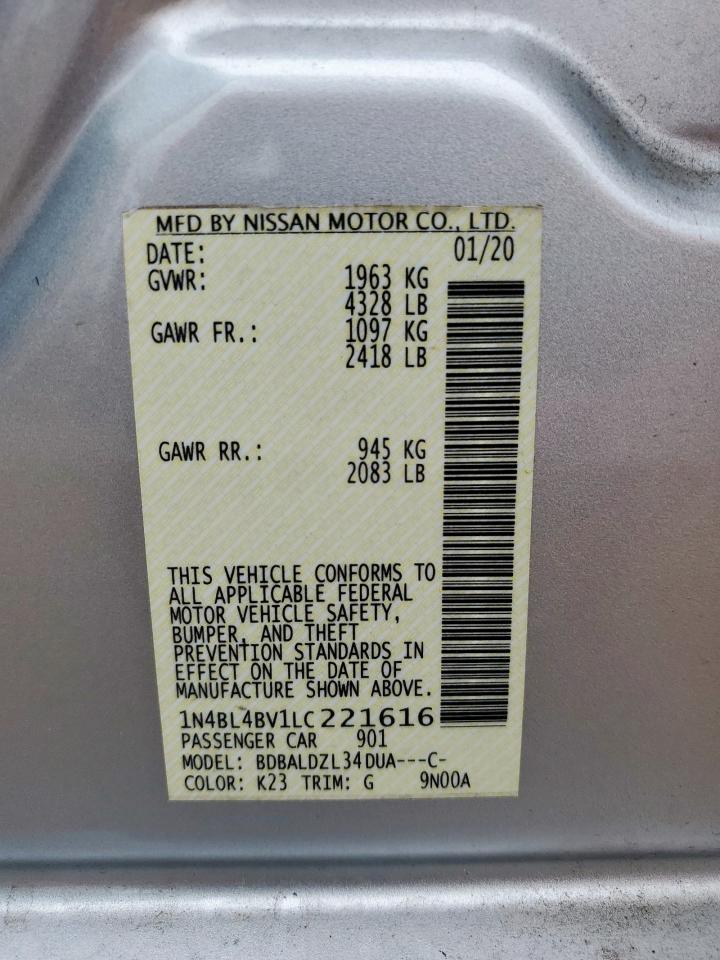 MFD BY NISSAN MOTOR CO., LTD.
DATE: 01/20
GVWR: 1963 KG
4328 LB
GAWR FR.: 1097 KG
2418 LB
GAWR RR.: 945 KG
2083 LB
THIS VEHICLE CONFORMS TO
ALL APPLICABLE FEDERAL
MOTOR VEHICLE SAFETY,
BUMPER, AND THEFT
PREVENTION STANDARDS IN
EFFECT ON THE DATE OF
MANUFACTURE SHOWN ABOVE.
1N4BL4BV1LC221616
PASSENGER CAR 901
MODEL: BDBALDZL34DUA---C-
COLOR: K23 TRIM: G 9N00A